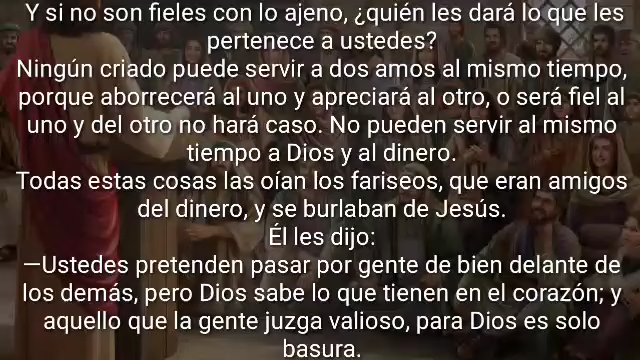 Y si no son fieles con lo ajeno, ¿quién les dará lo que les
pertenece a ustedes?
Ningún criado puede servir a dos amos al mismo tiempo,
porque aborrecerá al uno y apreciará al otro, o será fiel al
uno y del otro no hará caso. No pueden servir al mismo
tiempo a Dios y al dinero.
Todas estas cosas las oían los fariseos, que eran amigos
del dinero, y se burlaban de Jesús.
Él les dijo:
—Ustedes pretenden pasar por gente de bien delante de
los demás, pero Dios sabe lo que tienen en el corazón; y
aquello que la gente juzga valioso, para Dios es solo
basura.